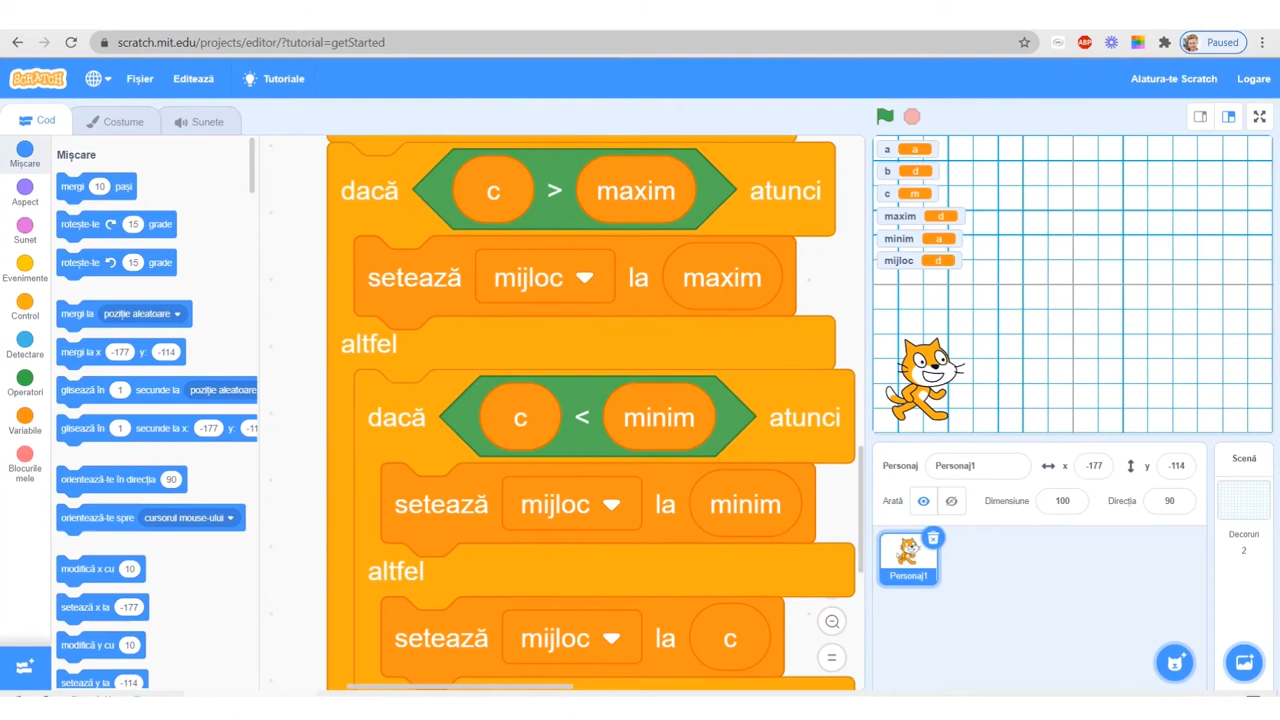 scratch.mit.edu/projects/editor/?tutorial=getStarted
ABP
Paused
SCRATCH
Fișier
Editează
Tutoriale
Alatura-te Scratch
Logare
Cod
Costume
Sunete
Mișcare
Aspect
Sunet
Evenimente
Control
Detectare
Operatori
Variabile
Blocurile
mele
Mișcare
mergi 10 pași
rotește-te 15 grade
rotește-te 15 grade
mergi la poziție aleatoare
mergi la x -177 y: -114
glisează în 1 secunde la poziție aleatoare
glisează în 1 secunde la x: -177 y: -11
orientează-te în direcția 90
orientează-te spre cursorul mouse-ului
modifică x cu 10
setează x la -177
modifică y cu 10
setează y la -114
dacă c > maxim atunci
setează mijloc la maxim
altfel
dacă c < minim atunci
setează mijloc la minim
altfel
setează mijloc la c
a a
b d
c m
maxim d
minim a
mijloc d
Personaj Personaj1 x -177 y -114
Arată Dimensiune 100 Direcția 90
Personaj1
Scenă
Decoruri
2